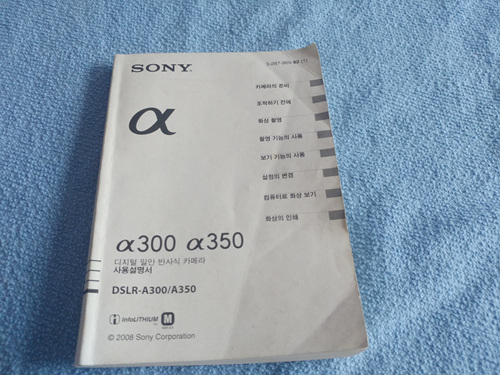 SONY
카메라의 준비
조작하기 전에
화상 촬영
촬영 기능의 사용
보기 기능의 사용
설정의 변경
컴퓨터로 화상 보기
화상의 인쇄
α
α300 α350
디지털 일안 반사식 카메라
사용설명서
DSLR-A300/A350
InfoLITHIUM M
© 2008 Sony Corporation